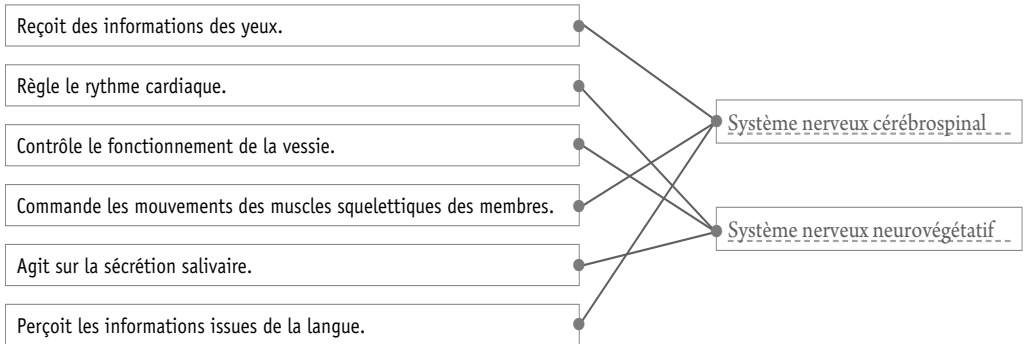 Reçoit des informations des yeux.
Règle le rythme cardiaque.
Contrôle le fonctionnement de la vessie.
Commande les mouvements des muscles squelettiques des membres.
Agit sur la sécrétion salivaire.
Perçoit les informations issues de la langue.
Système nerveux cérébrospinal
Système nerveux neurovégétatif